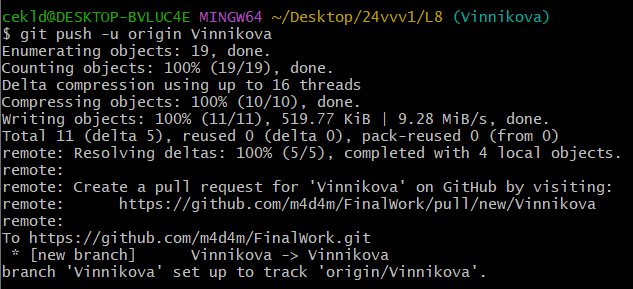 cekld@DESKTOP-BVLUC4E MINGW64 ~/Desktop/24vvv1/L8 (Vinnikova)
$ git push -u origin Vinnikova
Enumerating objects: 19, done.
Counting objects: 100% (19/19), done.
Delta compression using up to 16 threads
Compressing objects: 100% (10/10), done.
Writing objects: 100% (11/11), 519.77 KiB | 9.28 MiB/s, done.
Total 11 (delta 5), reused 0 (delta 0), pack-reused 0 (from 0)
remote: Resolving deltas: 100% (5/5), completed with 4 local objects.
remote:
remote: Create a pull request for 'Vinnikova' on GitHub by visiting:
remote:      https://github.com/m4d4m/FinalWork/pull/new/Vinnikova
remote:
To https://github.com/m4d4m/FinalWork.git
 * [new branch]      Vinnikova -> Vinnikova
branch 'Vinnikova' set up to track 'origin/Vinnikova'.